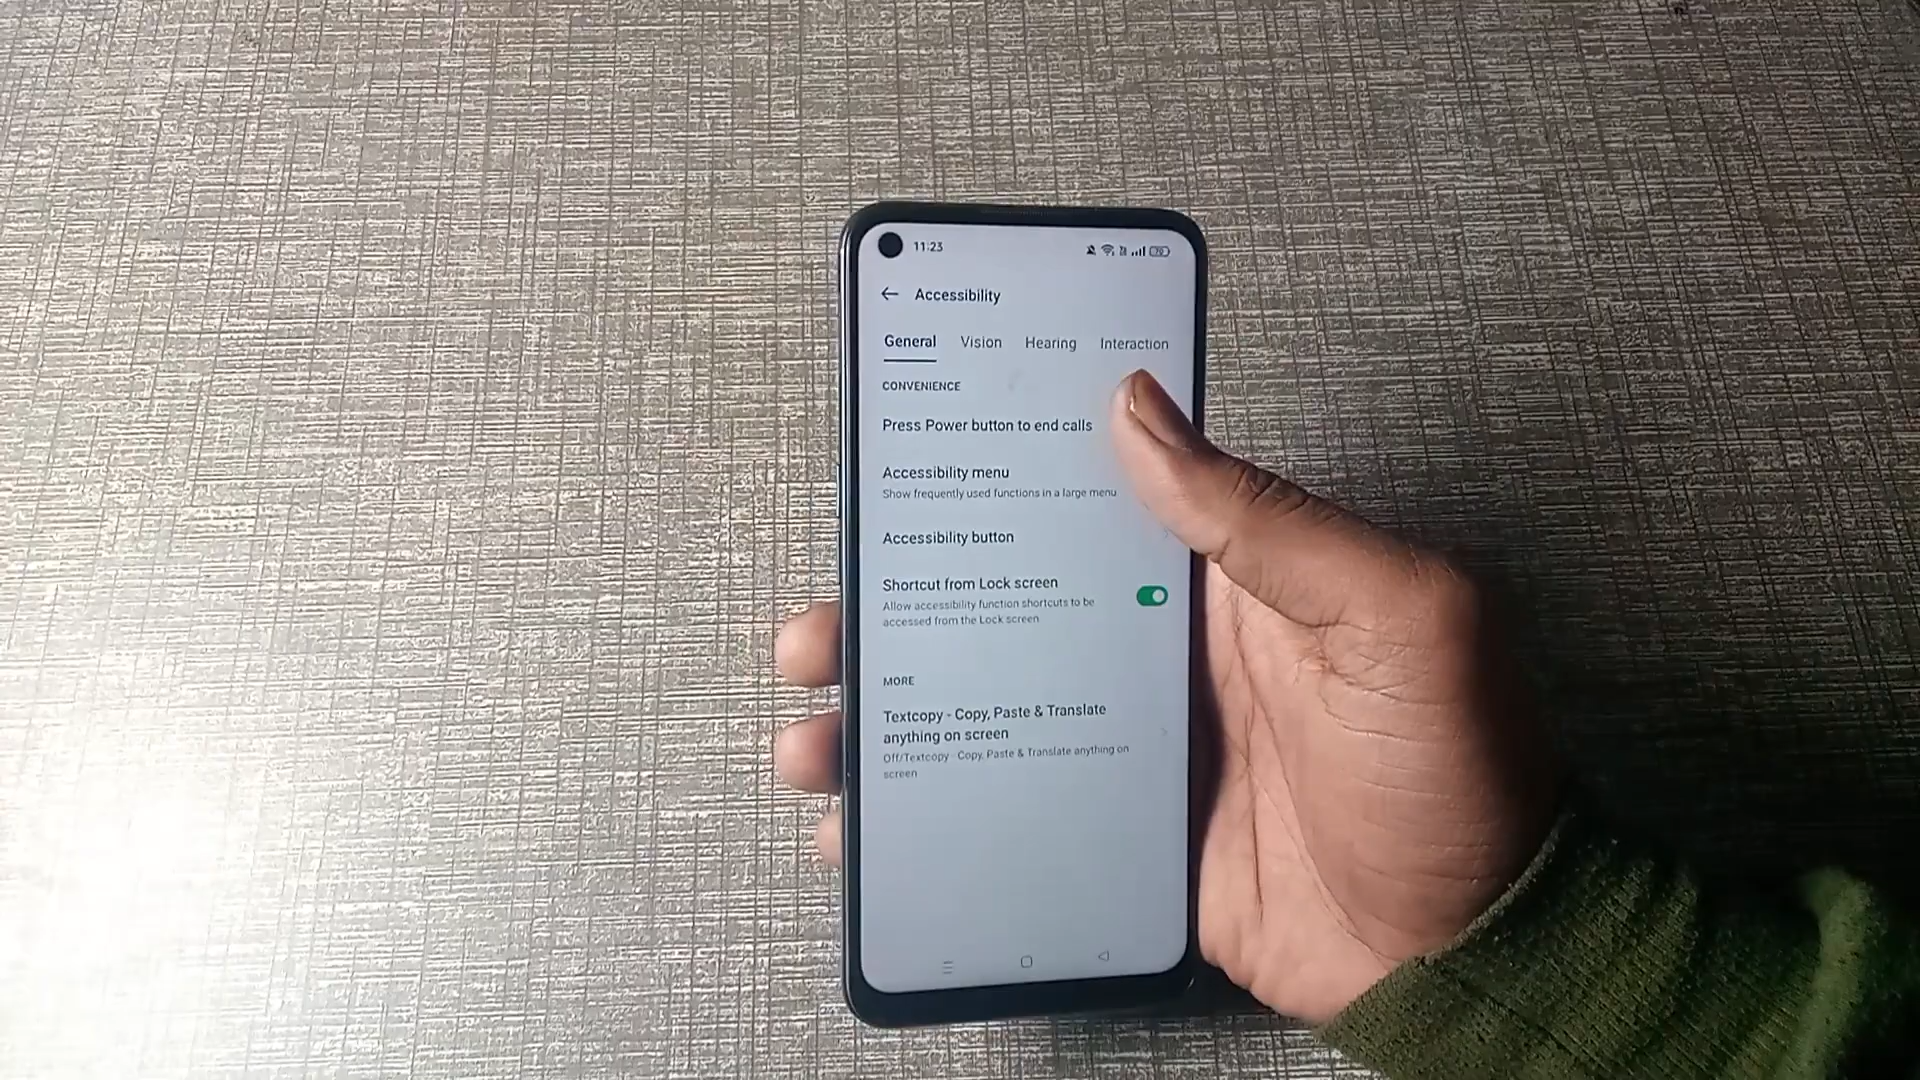 11:23
70
Accessibility
General Vision Hearing Interaction
CONVENIENCE
Press Power button to end calls
Accessibility menu
Show frequently used functions in a large menu
Accessibility button
Shortcut from Lock screen
Allow accessibility function shortcuts to be
accessed from the Lock screen
MORE
Textcopy - Copy, Paste & Translate
anything on screen
Off/Textcopy - Copy, Paste & Translate anything on
screen